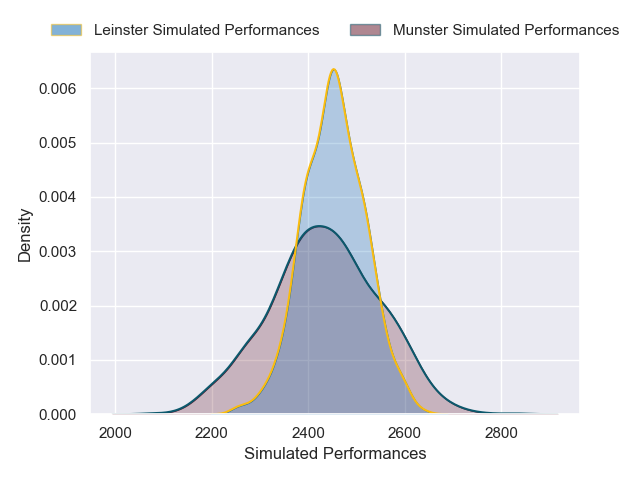 Leinster Simulated Performances Munster Simulated Performances
0.006
0.005
0.004
0.003
0.002
0.001
0.000
Density
2000 2200 2400 2600 2800
Simulated Performances